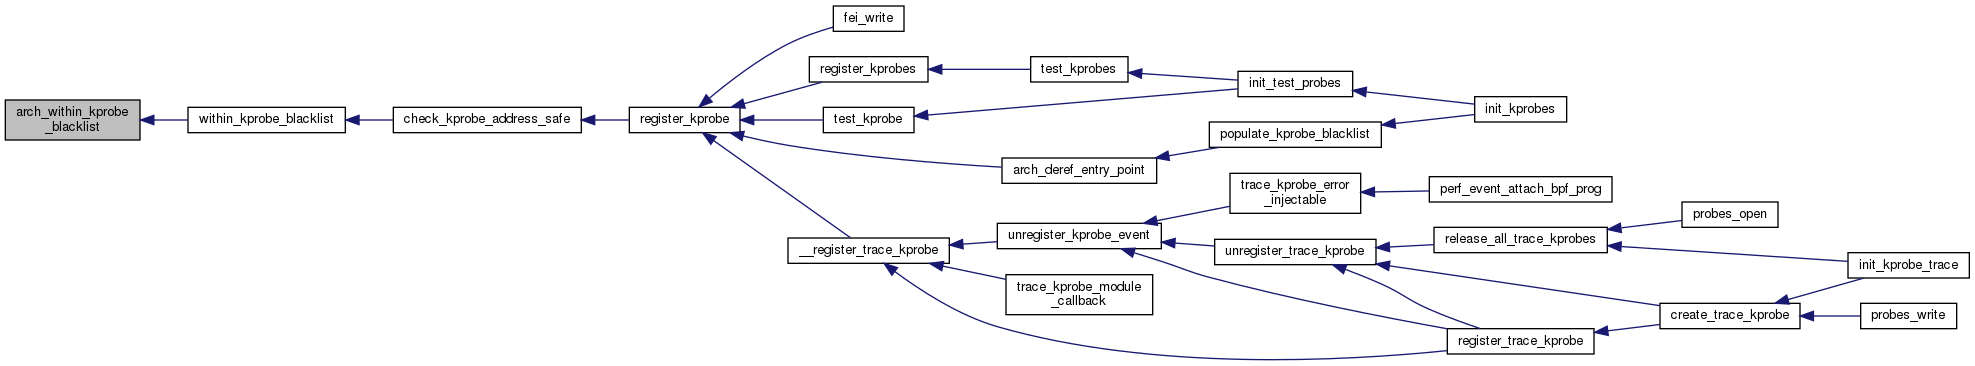 fei_write
register_kprobes
test_kprobes
init_test_probes
arch_within_kprobe
_blacklist
within_kprobe_blacklist
check_kprobe_address_safe
register_kprobe
test_kprobe
init_kprobes
populate_kprobe_blacklist
arch_deref_entry_point
trace_kprobe_error
_injectable
perf_event_attach_bpf_prog
probes_open
unregister_kprobe_event
release_all_trace_kprobes
__register_trace_kprobe
unregister_trace_kprobe
init_kprobe_trace
trace_kprobe_module
_callback
create_trace_kprobe
probes_write
register_trace_kprobe